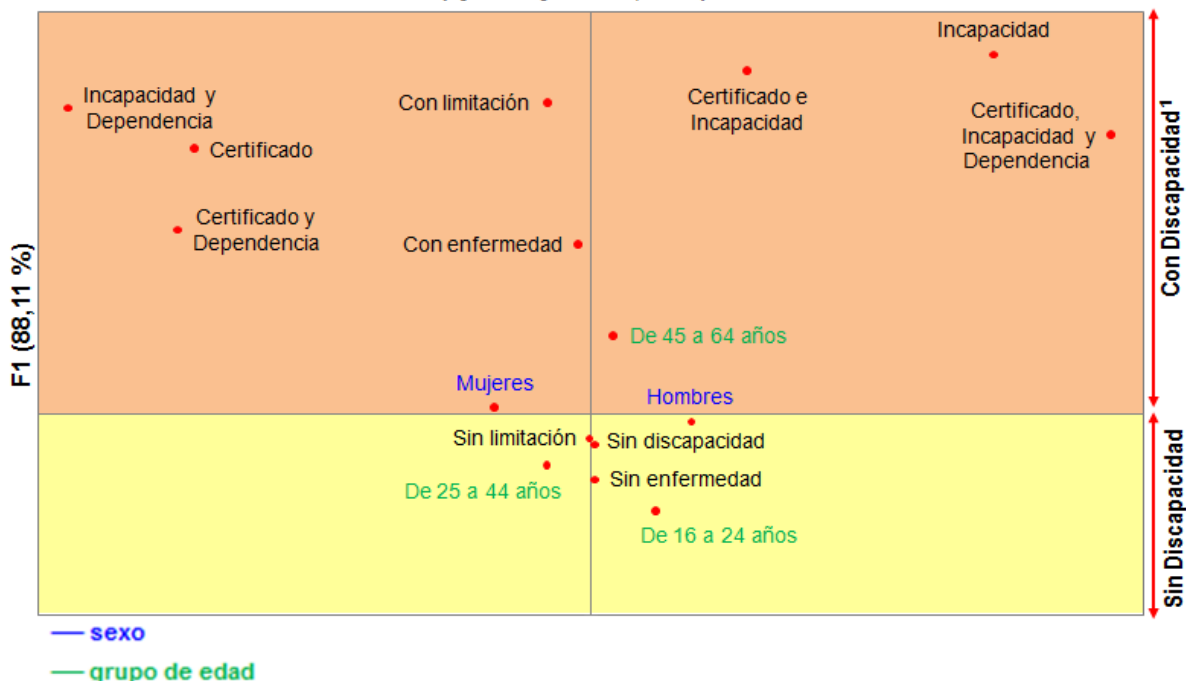 Incapacidad
Incapacidad y
Dependencia
Con limitación
Certificado e
Incapacidad
Certificado,
Incapacidad y
Dependencia
Certificado
Certificado y
Dependencia
Con enfermedad
De 45 a 64 años
Mujeres
Hombres
Sin limitación
Sin discapacidad
Sin enfermedad
De 25 a 44 años
De 16 a 24 años
F1 (88,11 %)
Con Discapacidad¹
Sin Discapacidad
sexo
grupo de edad